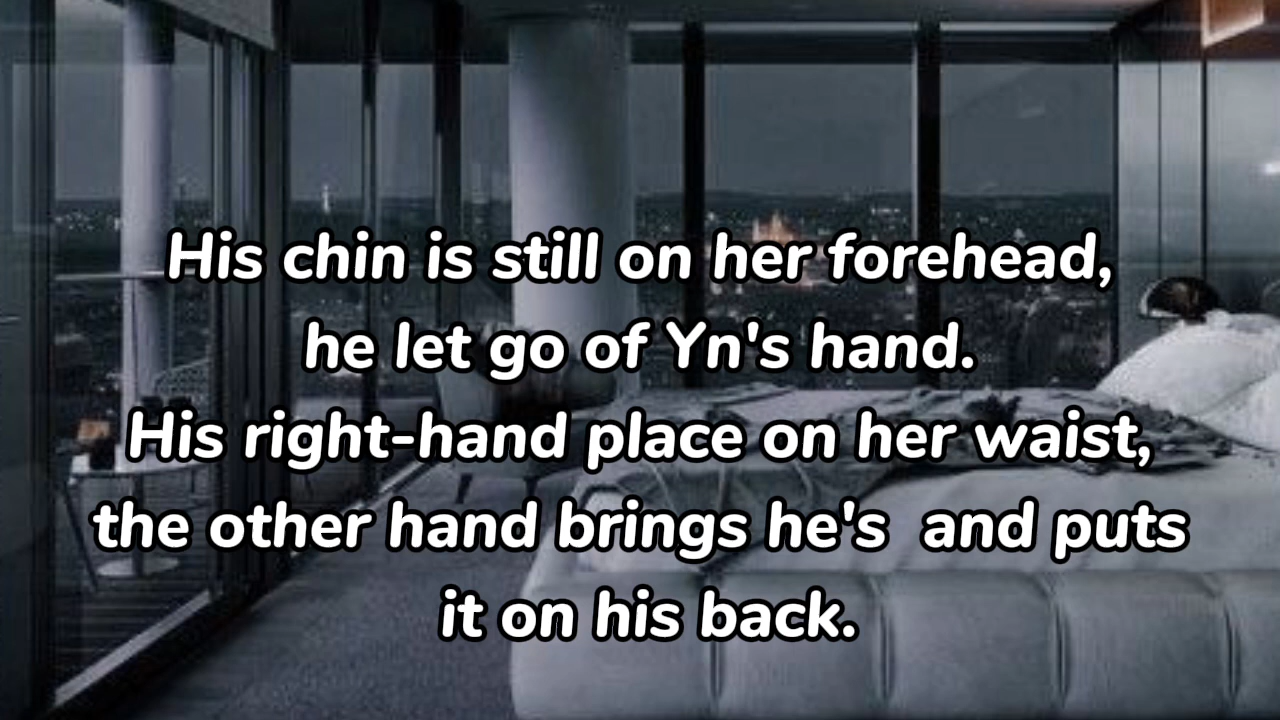 His chin is still on her forehead,
he let go of Yn's hand.
His right-hand place on her waist,
the other hand brings he's  and puts
it on his back.